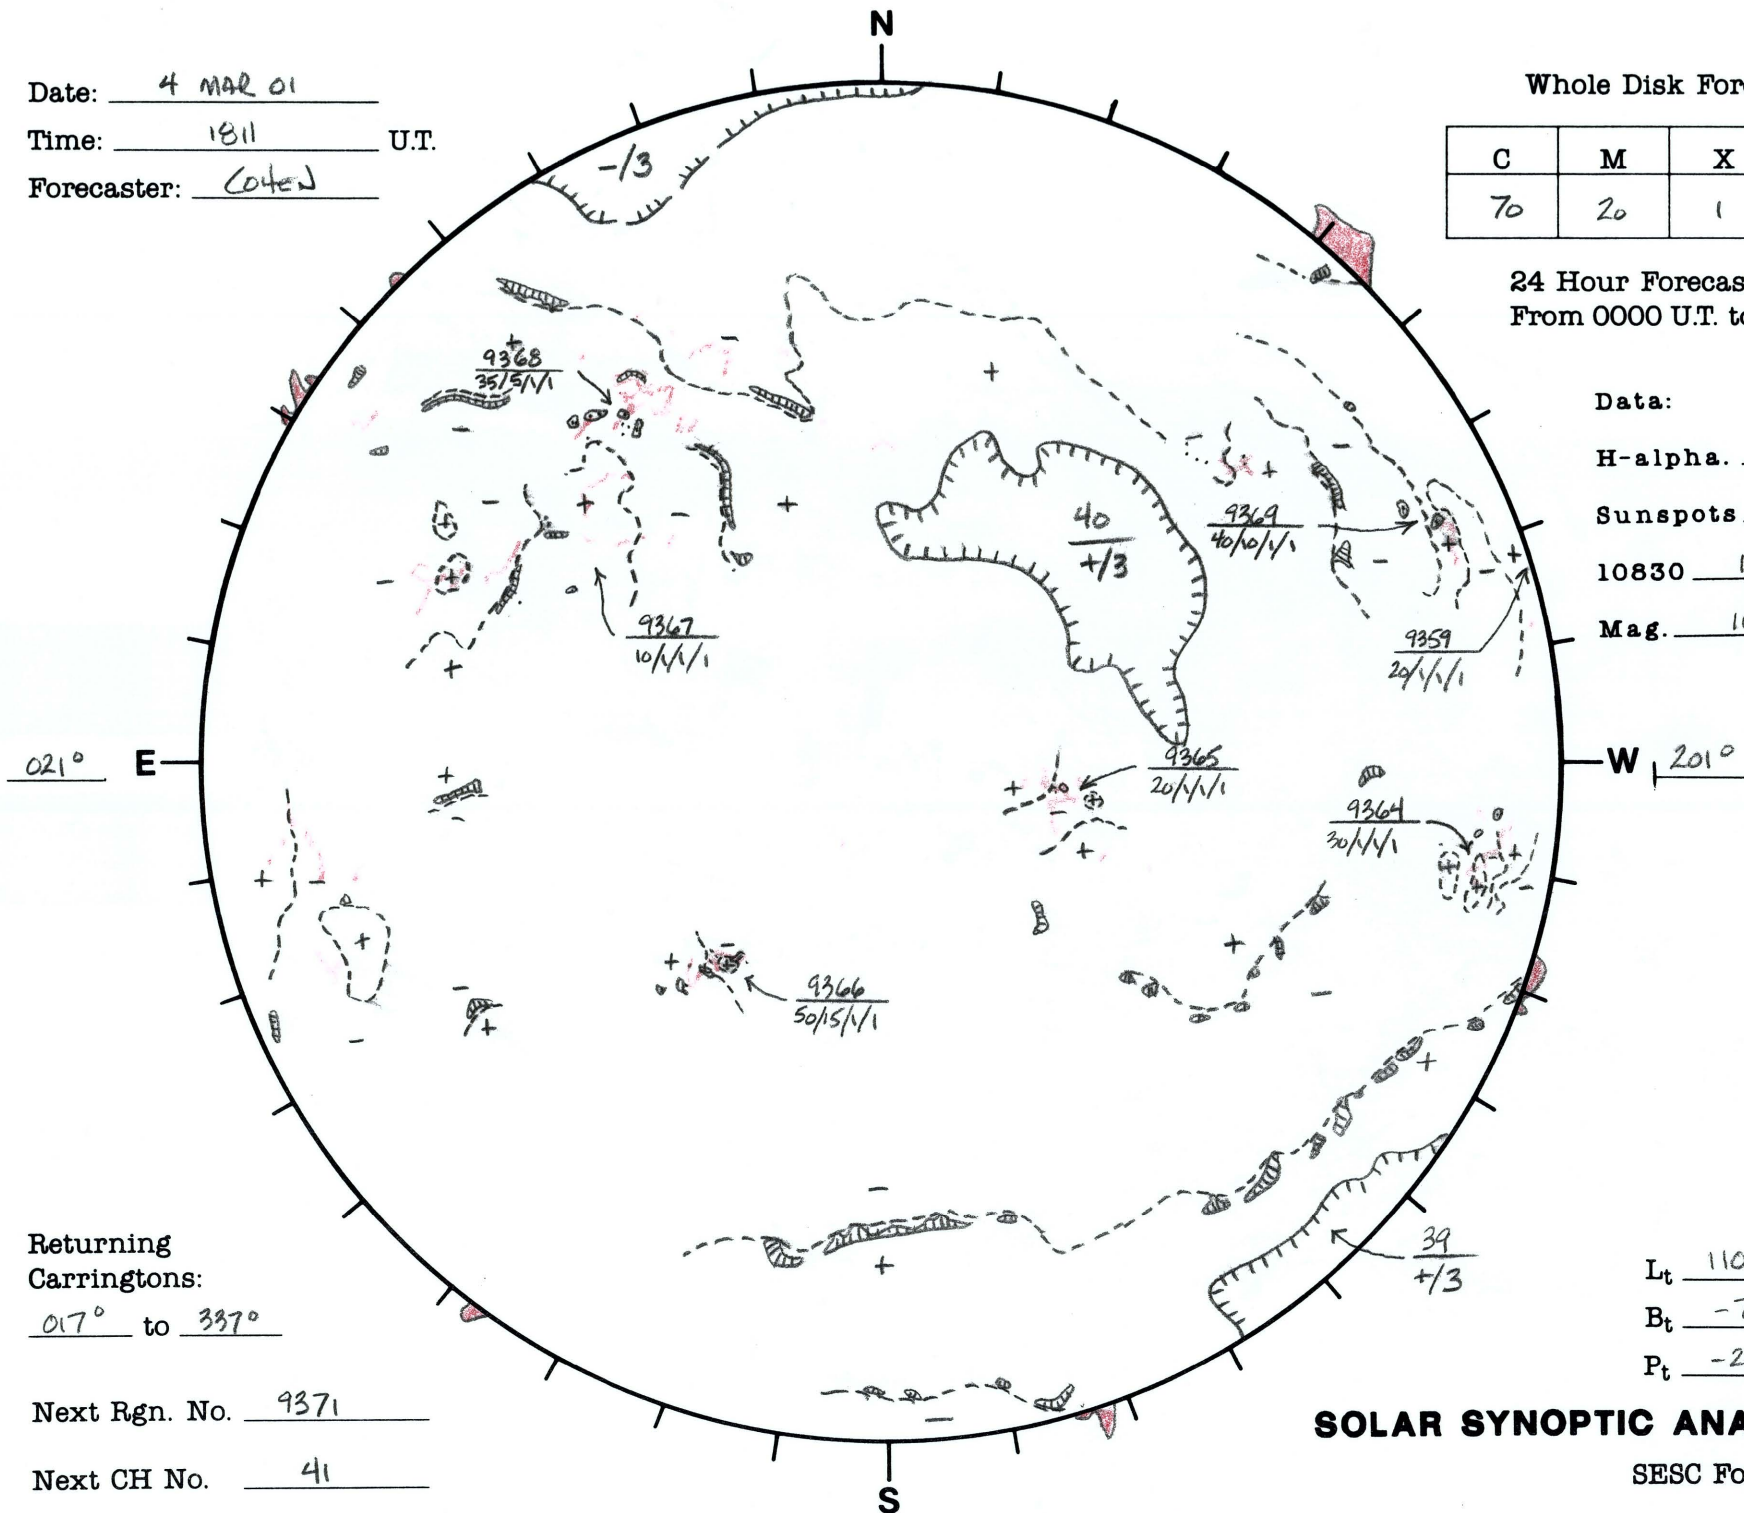 N
Date: 4 MAR 01
Time: 1811 U.T.
Forecaster: COHEN
Whole Disk For
C M X
70 20 1
24 Hour Forecas
From 0000 U.T. t
-/3
9368
35/5/1/1
Data:
H-alpha.
Sunspots
10830
Mag.
40
+/3
9369
40/10/1/1
9367
10/1/1/1
9359
20/1/1/1
021° E
W 201°
9365
20/1/1/1
9364
30/1/1/1
9366
50/15/1/1
39
+/3
Returning
Carringtons:
017° to 337°
Lt 110
Bt -7
Pt -2
Next Rgn. No. 9371
Next CH No. 41
SOLAR SYNOPTIC ANA
SESC Fo
S